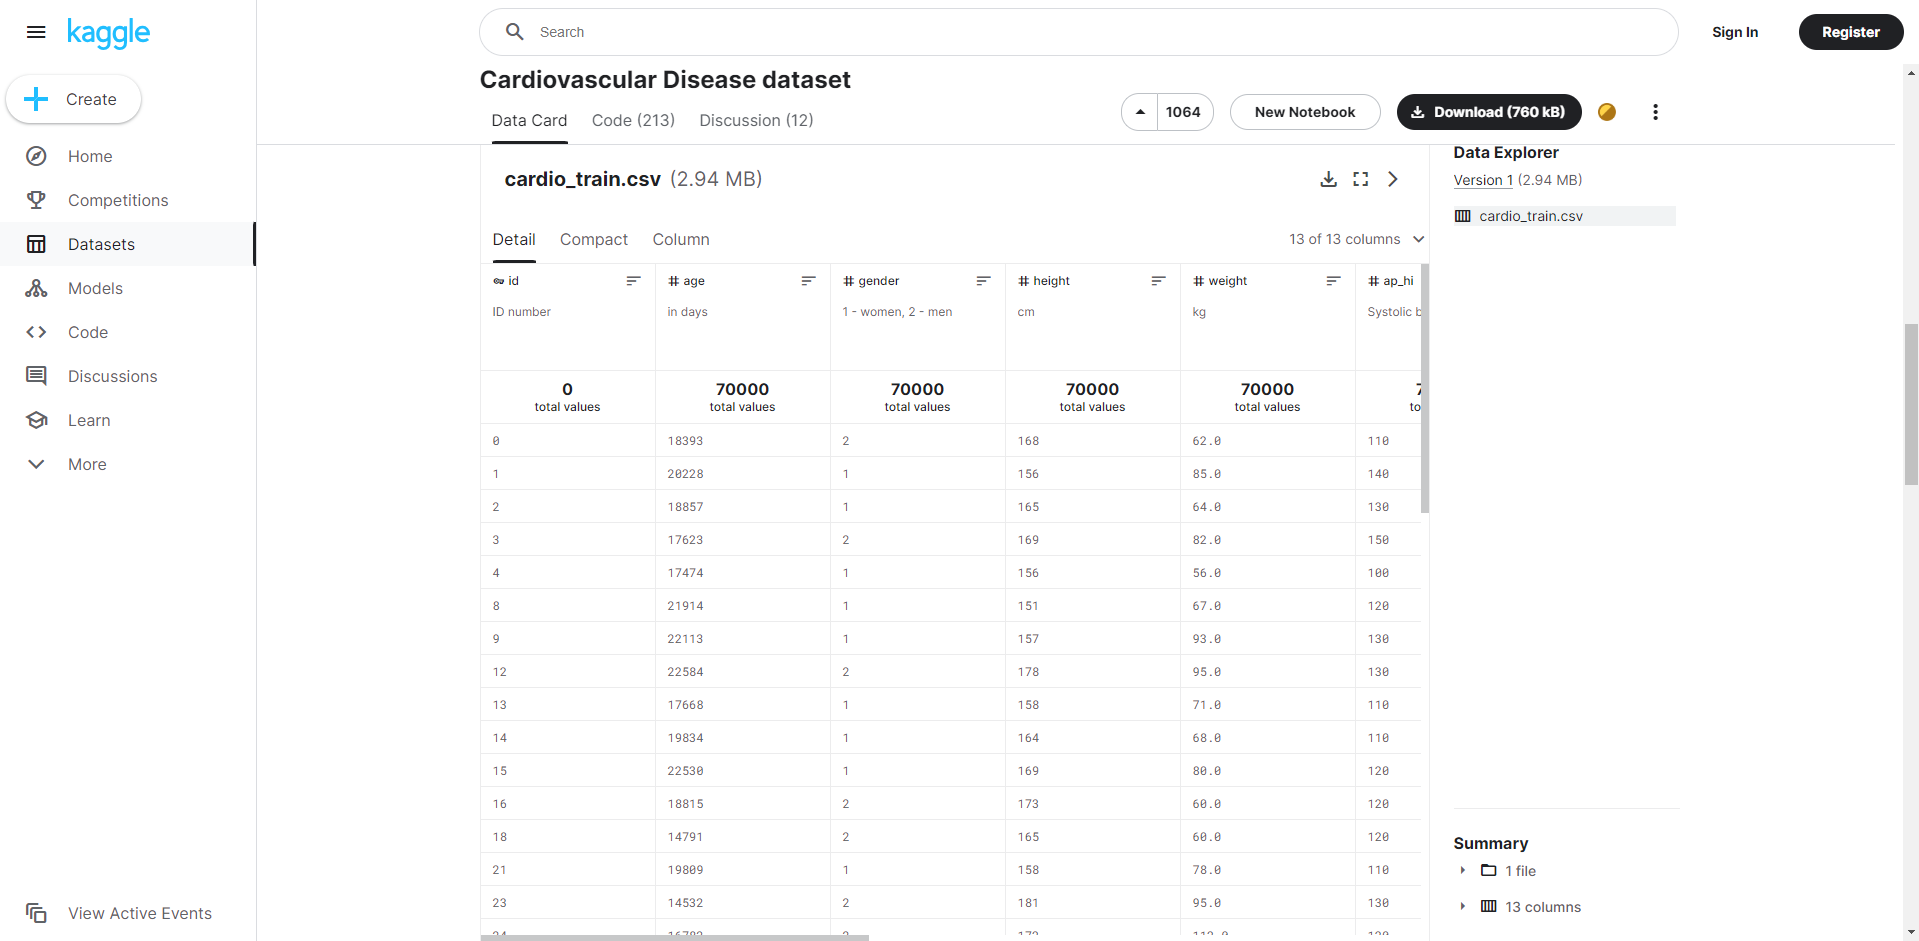 kaggle
Search
Sign In
Register
Create
Home
Competitions
Datasets
Models
Code
Discussions
Learn
More
View Active Events
Cardiovascular Disease dataset
Data Card Code (213) Discussion (12)
1064
New Notebook
Download (760 kB)
cardio_train.csv (2.94 MB)
Detail Compact Column
13 of 13 columns
id age gender height weight ap_hi
ID number in days 1 - women, 2 - men cm kg Systolic b
0 70000 70000 70000 70000 7
total values total values total values total values total values to
0 18393 2 168 62.0 110
1 20228 1 156 85.0 140
2 18857 1 165 64.0 130
3 17623 2 169 82.0 150
4 17474 1 156 56.0 100
8 21914 1 151 67.0 120
9 22113 1 157 93.0 130
12 22584 2 178 95.0 130
13 17668 1 158 71.0 110
14 19834 1 164 68.0 110
15 22530 1 169 80.0 120
16 18815 2 173 60.0 120
18 14791 2 165 60.0 120
21 19809 1 158 78.0 110
23 14532 2 181 95.0 130
Data Explorer
Version 1 (2.94 MB)
cardio_train.csv
Summary
1 file
13 columns